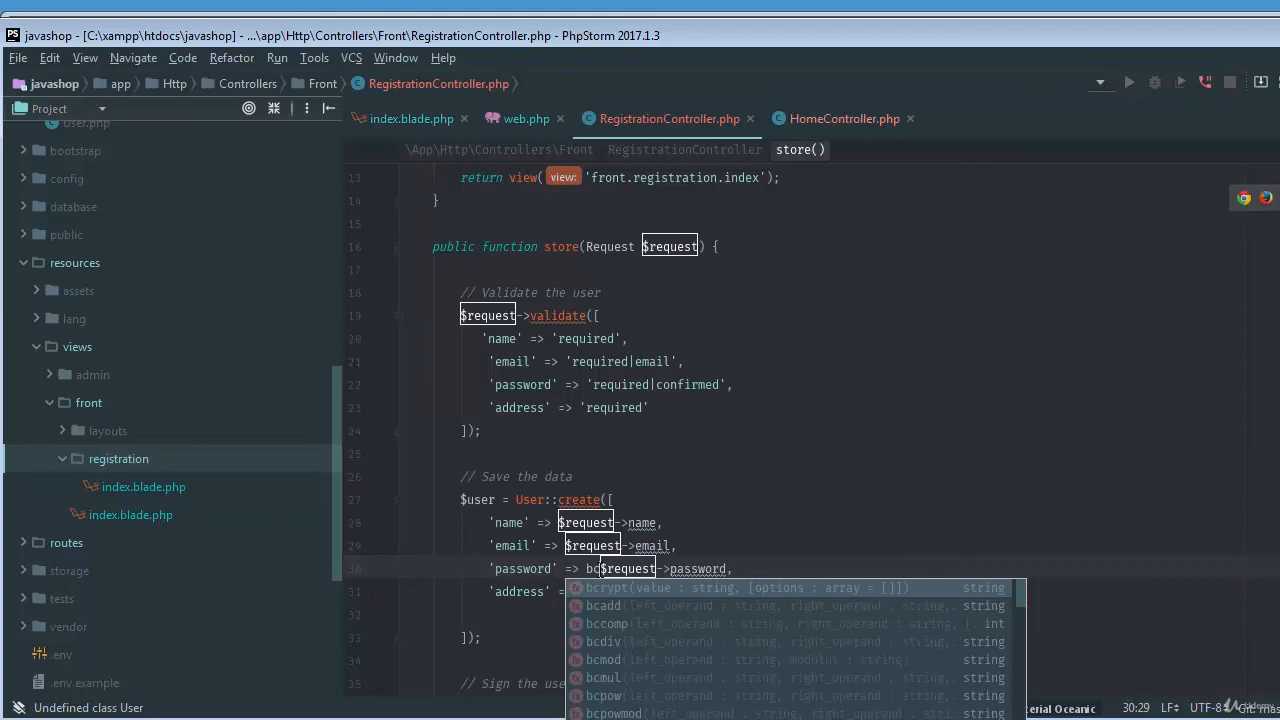 PS javashop - [C:\xampp\htdocs\javashop] - ...\app\Http\Controllers\Front\RegistrationController.php - PhpStorm 2017.1.3
File Edit View Navigate Code Refactor Run Tools VCS Window Help
javashop app Http Controllers Front RegistrationController.php
Project
index.blade.php web.php RegistrationController.php HomeController.php
\App\Http\Controllers\Front RegistrationController store()
User.php
bootstrap
config
database
public
resources
assets
lang
views
admin
front
layouts
registration
index.blade.php
index.blade.php
routes
storage
tests
vendor
.env
.env.example
13 return view( view: 'front.registration.index');
14 }
15
16 public function store(Request $request) {
17
18 // Validate the user
19 $request->validate([
20 'name' => 'required',
21 'email' => 'required|email',
22 'password' => 'required|confirmed',
23 'address' => 'required'
24 ]);
25
26 // Save the data
27 $user = User::create([
28 'name' => $request->name,
29 'email' => $request->email,
30 'password' => bc$request->password,
31 'address' =
32
33 ]);
34
35 // Sign the use
bcrypt(value : string, [options : array = []]) string
bcadd(left_operand : string, right_operand : string,. string
bccomp(left_operand : string, right_operand : string, [. int
bcdiv(left_operand : string, right_operand : string,. string
bcmod(left_operand : string, modulus : string) string
bcmul(left_operand : string, right_operand : string,. string
bcpow(left_operand : string, right_operand : string,. string
bcpowmod string
Undefined class User
erial Oceanic 30:29 LF÷ UTF-8 Git: mas
Udemy